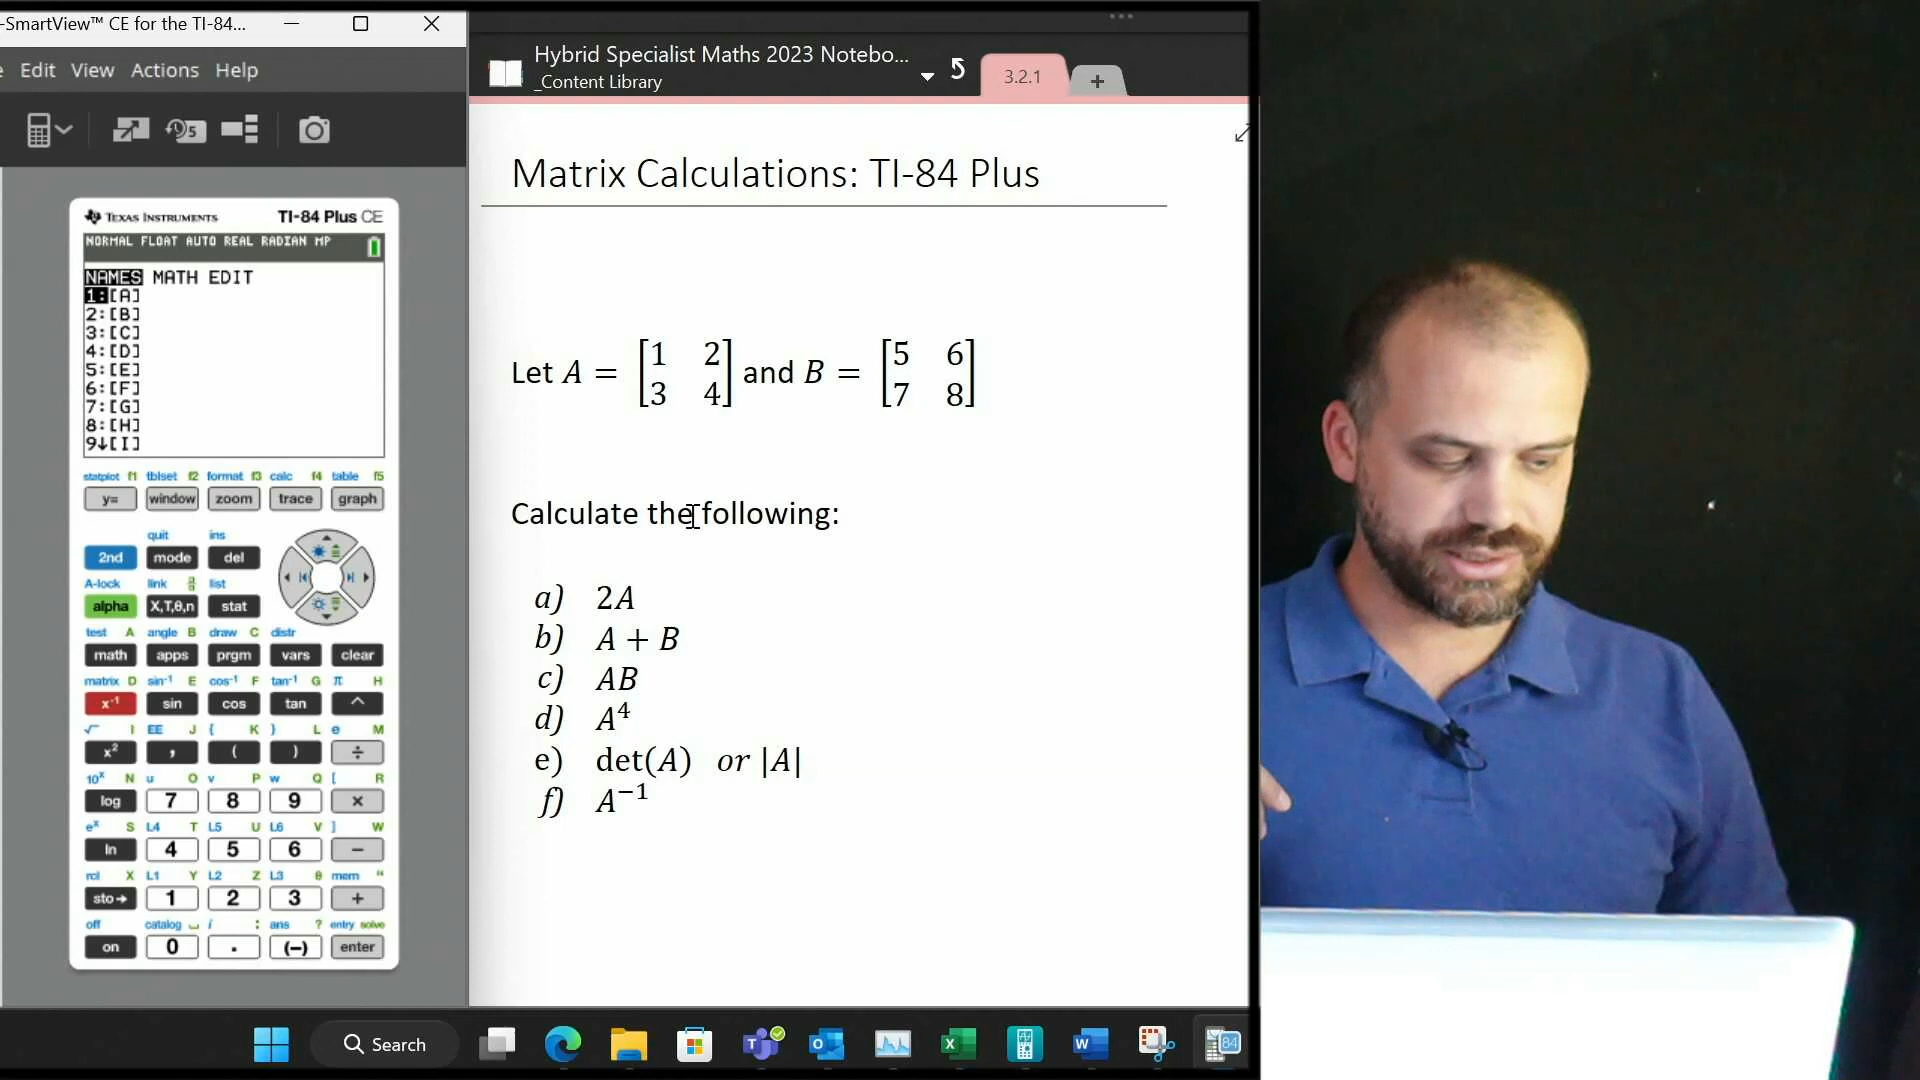 -SmartView™ CE for the TI-84...
Edit View Actions Help
TEXAS INSTRUMENTS TI-84 Plus CE
NORMAL FLOAT AUTO REAL RADIAN MP
NAMES MATH EDIT
1:[A]
2:[B]
3:[C]
4:[D]
5:[E]
6:[F]
7:[G]
8:[H]
9↓[I]
statplot f1 tblset f2 format f3 calc f4 table f5
y= window zoom trace graph
quit ins
2nd mode del
A-lock link list
alpha X,T,θ,n stat
test A angle B draw C distr
math apps prgm vars clear
matrix D sin⁻¹ E cos⁻¹ F tan⁻¹ G π H
x⁻¹ sin cos tan ^
√ I EE J { K } L e M
x² , ( ) ÷
10ˣ N u O v P w Q [ R
log 7 8 9 ×
eˣ S L4 T L5 U L6 V ] W
ln 4 5 6 −
rcl X L1 Y L2 Z L3 θ mem "
sto→ 1 2 3 +
off catalog i : ans ? entry solve
on 0 . (−) enter
Hybrid Specialist Maths 2023 Notebo...
_Content Library
3.2.1 +
Matrix Calculations: TI-84 Plus
Let A = [1 2 3 4] and B = [5 6 7 8]
Calculate the following:
a) 2A
b) A + B
c) AB
d) A⁴
e) det(A) or |A|
f) A⁻¹
Search